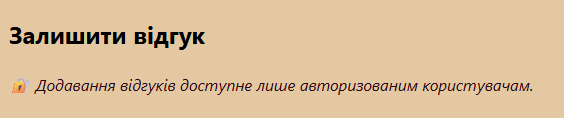 Залишити відгук
🔐 Додавання відгуків доступне лише авторизованим користувачам.